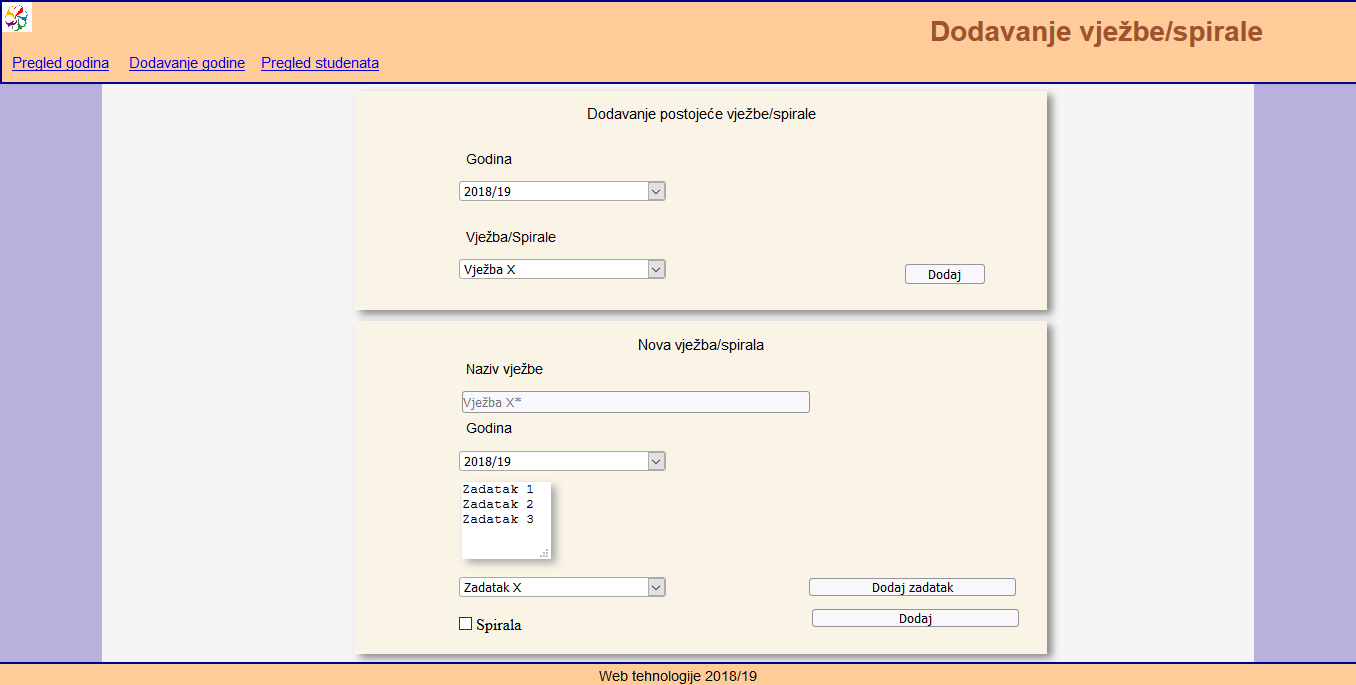 Dodavanje vježbe/spirale
Pregled godina Dodavanje godine Pregled studenata
Dodavanje postojeće vježbe/spirale
Godina
2018/19
Vježba/Spirale
Vježba X
Dodaj
Nova vježba/spirala
Naziv vježbe
Vježba X*
Godina
2018/19
Zadatak 1
Zadatak 2
Zadatak 3
Zadatak X
Dodaj zadatak
Spirala
Dodaj
Web tehnologije 2018/19